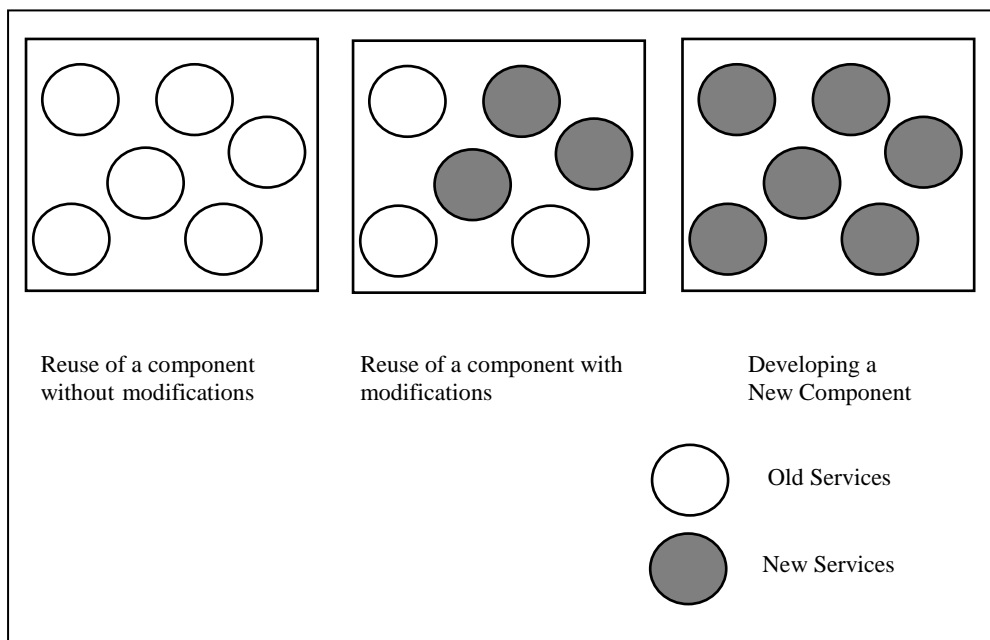 Reuse of a component
without modifications
Reuse of a component with
modifications
Developing a
New Component
Old Services
New Services